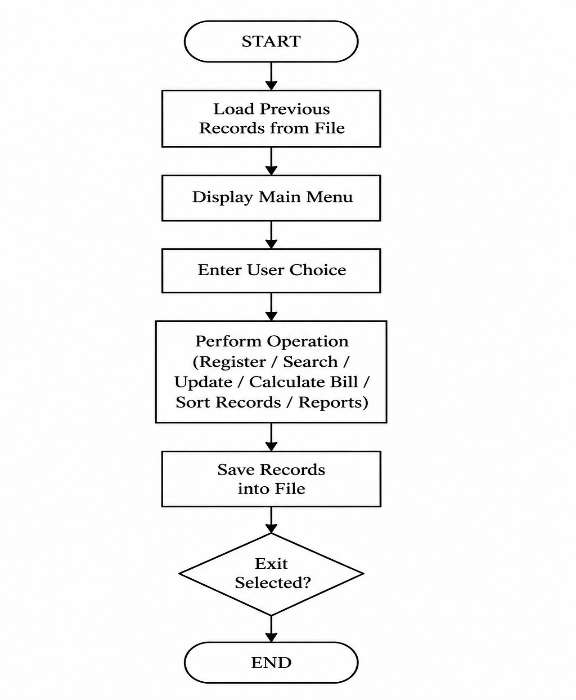 START
Load Previous
Records from File
Display Main Menu
Enter User Choice
Perform Operation
(Register / Search /
Update / Calculate Bill /
Sort Records / Reports)
Save Records
into File
Exit
Selected?
END